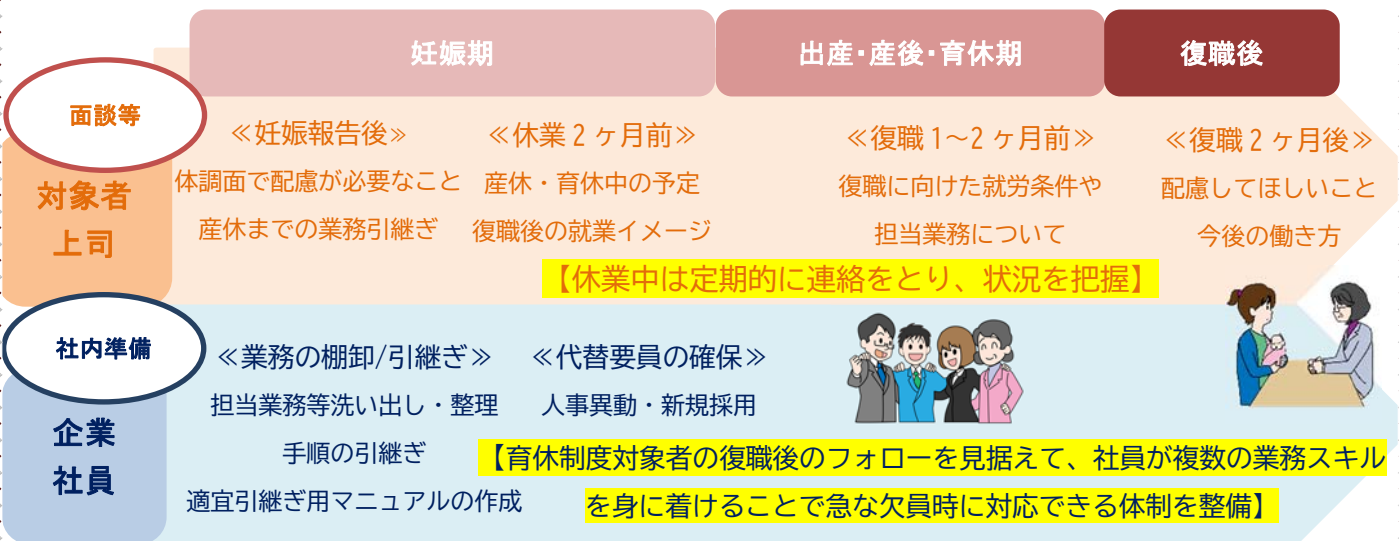 妊娠期
出産・産後・育休期
復職後
面談等
対象者
上司
≪妊娠報告後≫
体調面で配慮が必要なこと
産休までの業務引継ぎ
≪休業2ヶ月前≫
産休・育休中の予定
復職後の就業イメージ
≪復職1～2ヶ月前≫
復職に向けた就労条件や
担当業務について
≪復職2ヶ月後≫
配慮してほしいこと
今後の働き方
【休業中は定期的に連絡をとり、状況を把握】
社内準備
企業
社員
≪業務の棚卸/引継ぎ≫
担当業務等洗い出し・整理
手順の引継ぎ
適宜引継ぎ用マニュアルの作成
≪代替要員の確保≫
人事異動・新規採用
【育休制度対象者の復職後のフォローを見据えて、社員が複数の業務スキル
を身に着けることで急な欠員時に対応できる体制を整備】